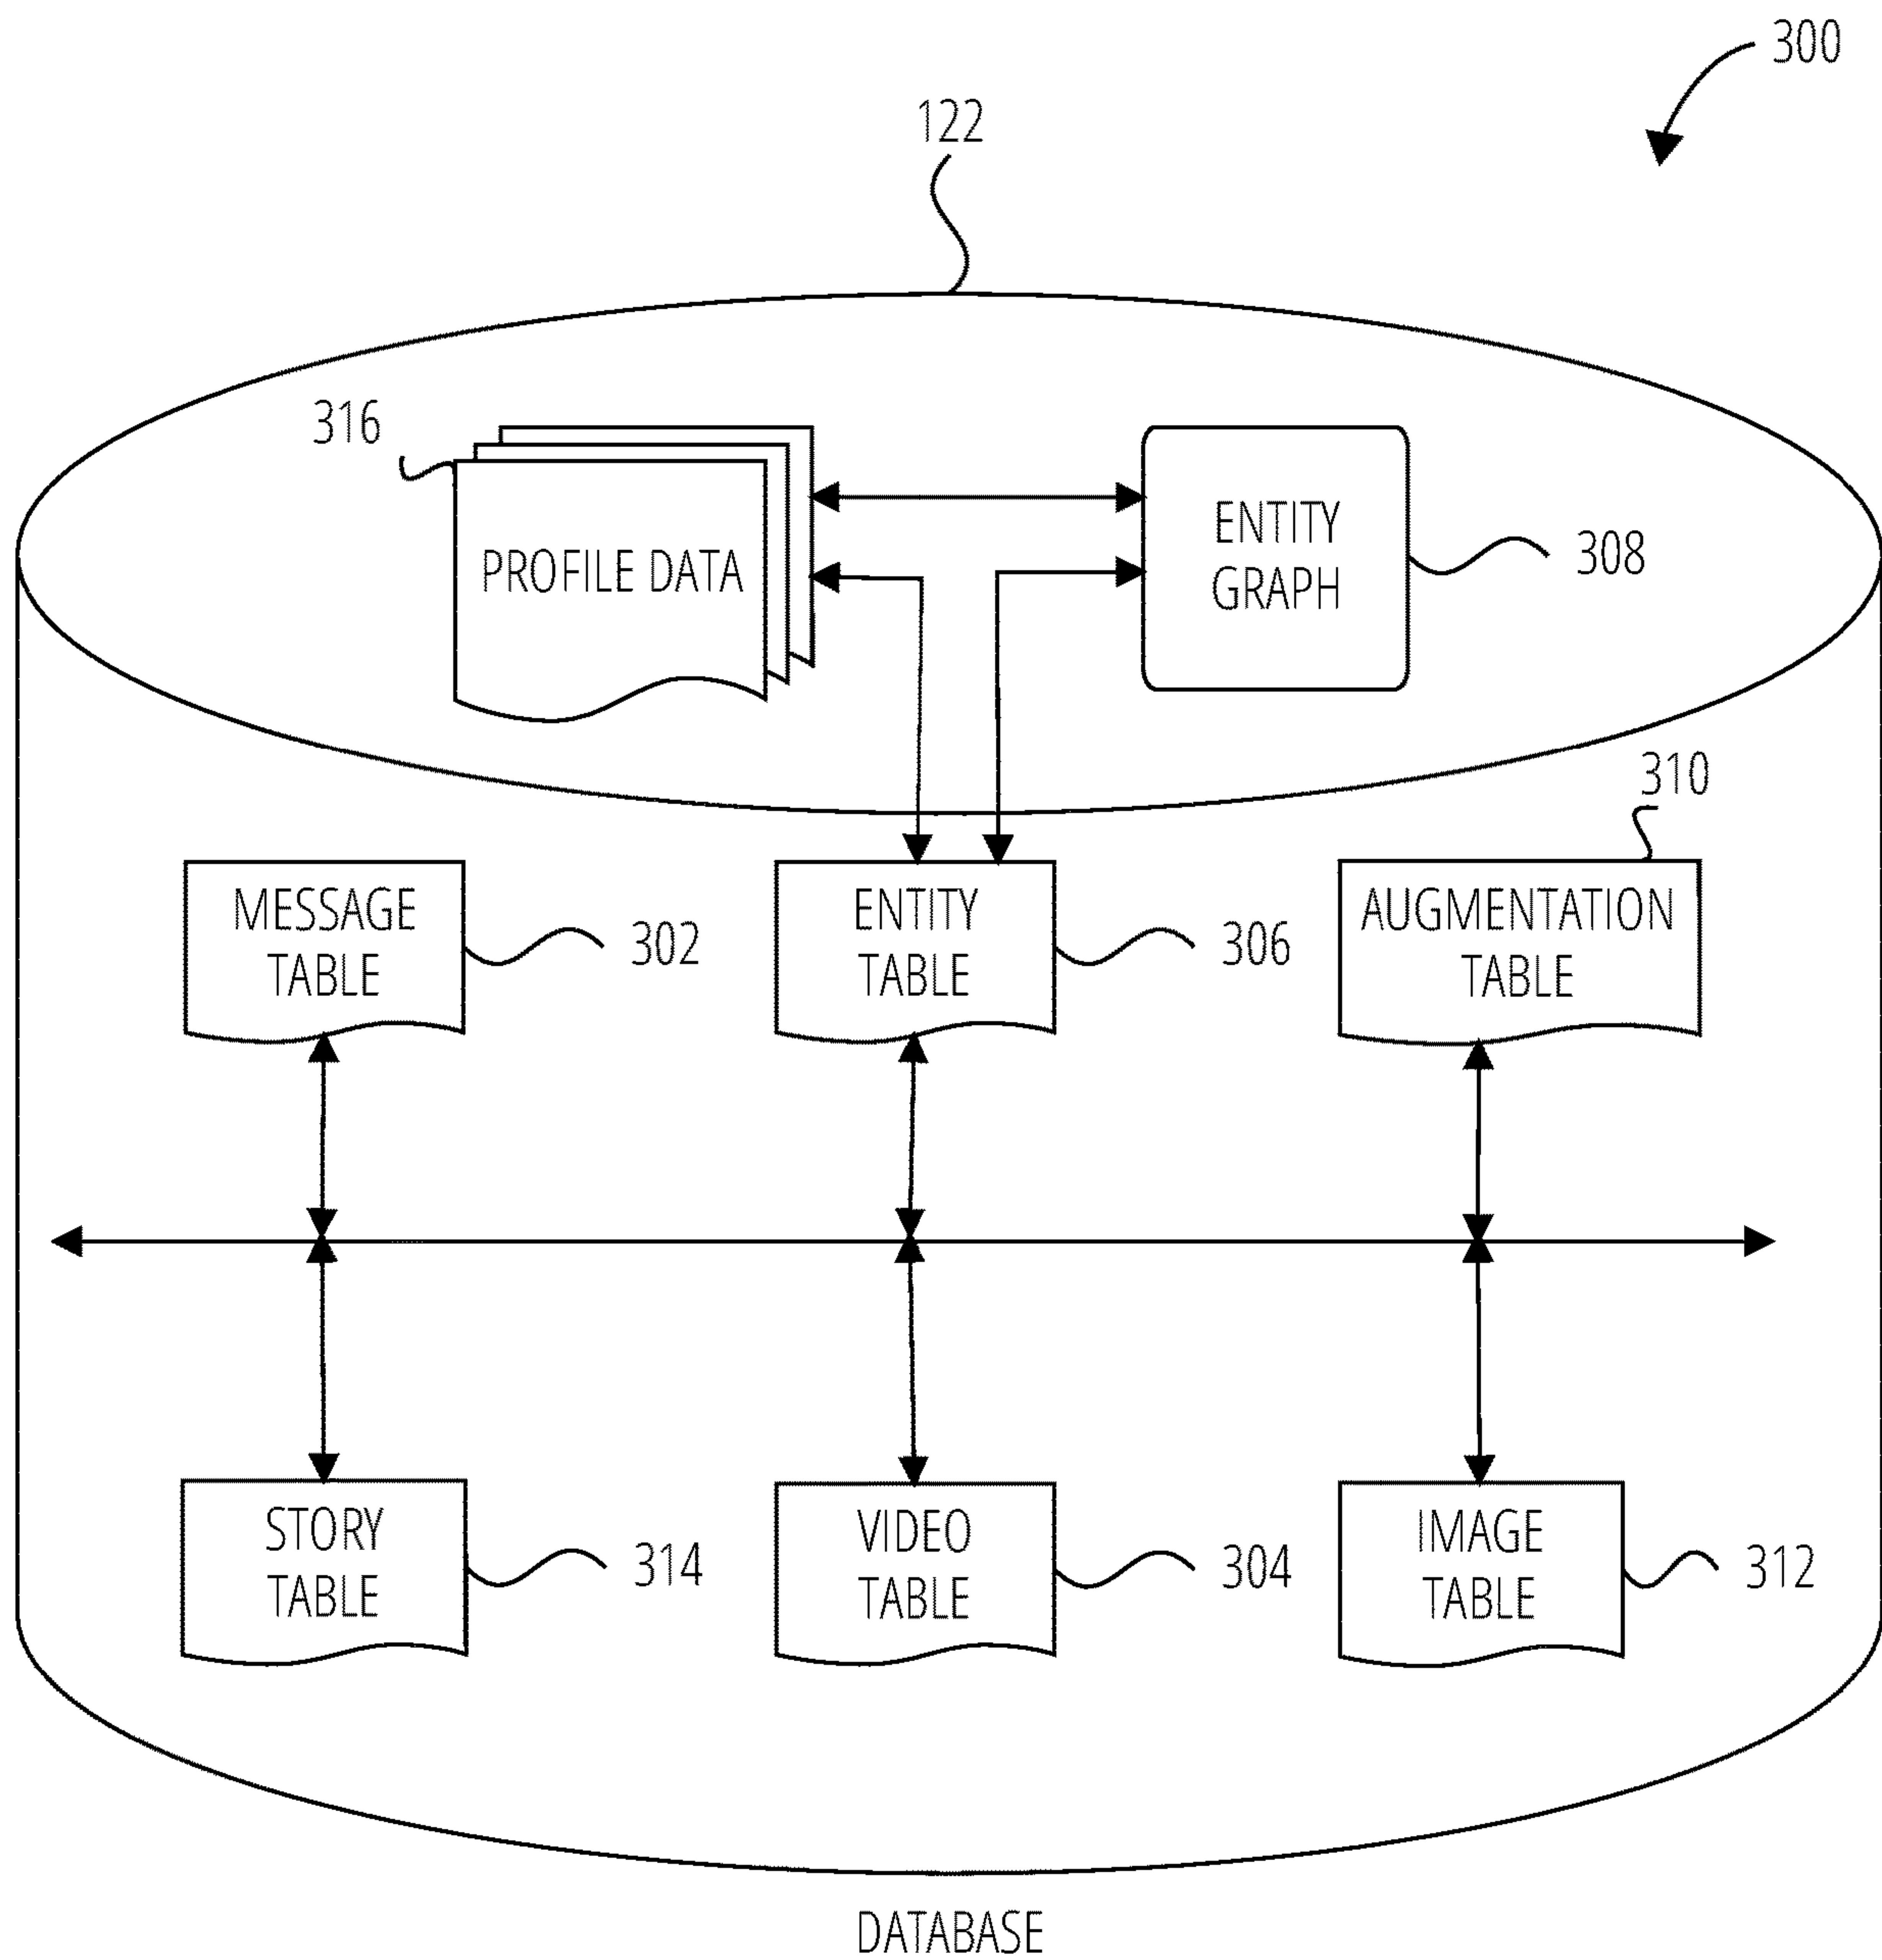 300
122
316
PROFILE DATA
ENTITY
GRAPH
308
310
MESSAGE
TABLE
302
ENTITY
TABLE
306
AUGMENTATION
TABLE
STORY
TABLE
314
VIDEO
TABLE
304
IMAGE
TABLE
312
DATABASE